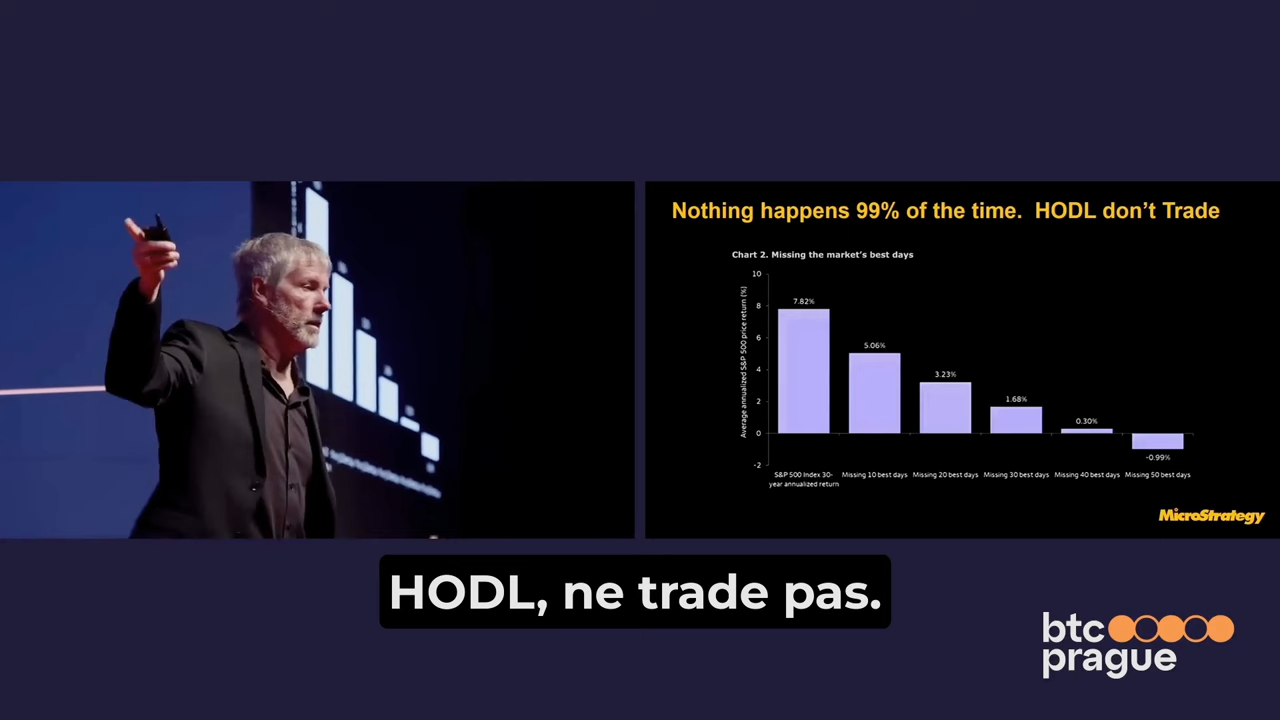 Nothing happens 99% of the time.  HODL don't Trade
Chart 2. Missing the market's best days
Average annualized S&P 500 price return (%)
10
8
6
4
2
0
-2
7.82%
5.06%
3.23%
1.68%
0.30%
-0.99%
S&P 500 Index 30-
year annualized return
Missing 10 best days
Missing 20 best days
Missing 30 best days
Missing 40 best days
Missing 50 best days
MicroStrategy
HODL, ne trade pas.
btc
prague